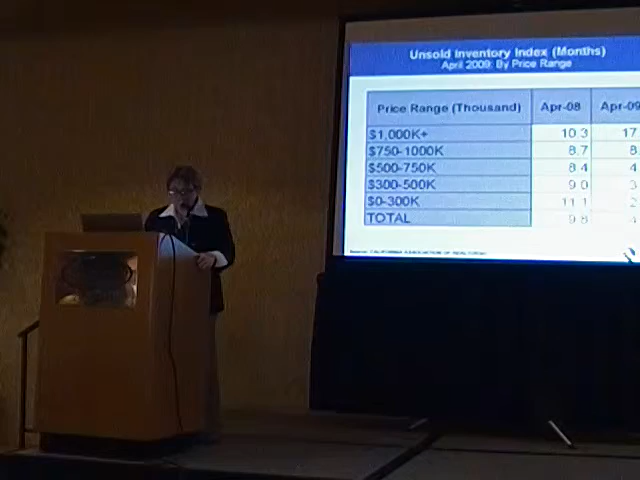 Unsold Inventory Index (Months)
April 2009: By Price Range
Price Range (Thousand) Apr-08 Apr-09
$1,000K+ 10.3 17
$750-1000K 8.7 8.
$500-750K 8.4 4
$300-500K 9.0 3
$0-300K 11.1 2
TOTAL 9.8 4